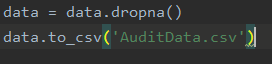 data = data.dropna()
data.to_csv('AuditData.csv')